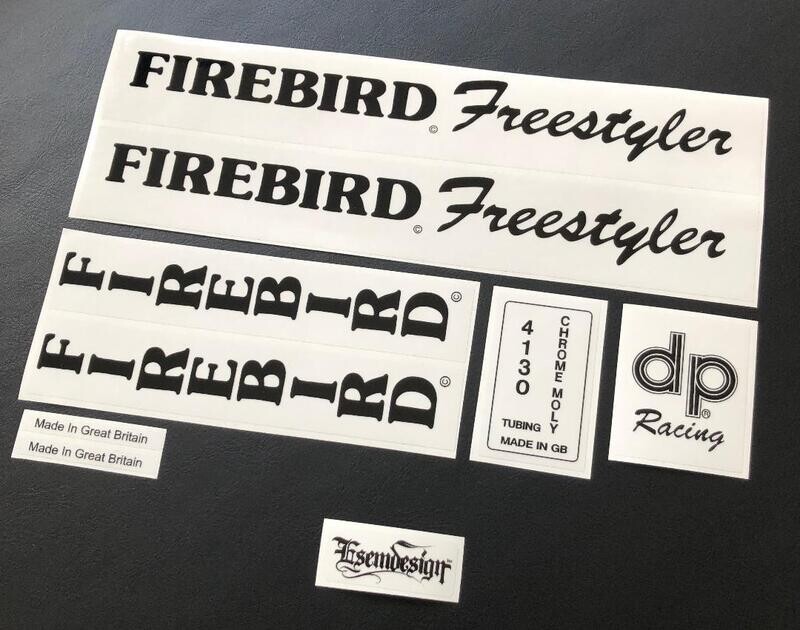 FIREBIRD © Freestyler
FIREBIRD © Freestyler
FIREBIRD ©
FIREBIRD ©
4130 CHROME MOLY
TUBING
MADE IN GB
dp ®
Racing
Made In Great Britain
Made In Great Britain
Esemdesign